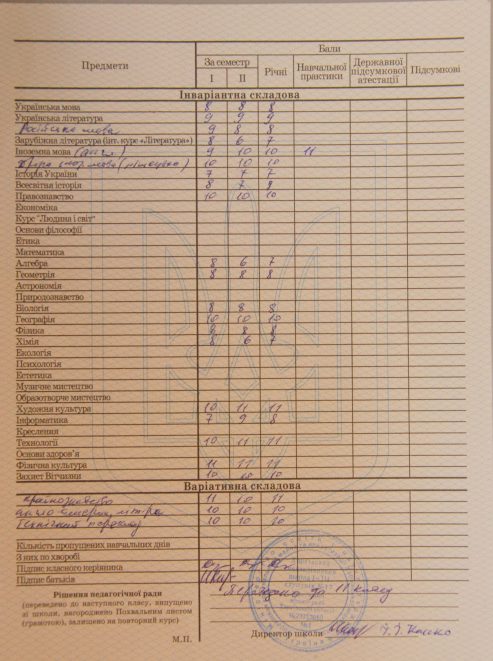 Предмети
Бали
За семестр
I II
Річні
Навчальної практики
Державної підсумкової атестації
Підсумкові
Інваріантна складова
Українська мова 8 8 8
Українська література 9 9 9
Російська мова 9 8 8
Зарубіжна література (інт. курс «Література») 8 6 7
Іноземна мова (англ.) 9 10 10 11
Друга іноз. мова (німецька) 10 10 10
Історія України 7 7 7
Всесвітня історія 8 7 8
Правознавство 10 10 10
Економіка
Курс "Людина і світ"
Основи філософії
Етика
Математика
Алгебра 8 6 7
Геометрія 8 8 8
Астрономія
Природознавство
Біологія 8 8 8
Географія 10 10 10
Фізика 8 8 8
Хімія 8 6 7
Екологія
Психологія
Естетика
Музичне мистецтво
Образотворче мистецтво
Художня культура 10 11 11
Інформатика 7 9 8
Креслення
Технології 10 11 11
Основи здоров'я
Фізична культура 11 11 11
Захист Вітчизни 10 10 10
Варіативна складова
Країнознавство 11 10 11
англо-америк. літ-ра 10 10 10
Технічний переклад 10 10 10
Кількість пропущених навчальних днів
З них по хворобі
Підпис класного керівника
Підпис батьків
Рішення педагогічної ради
(переведено до наступного класу, випущено
зі школи, нагороджено Похвальним листом
(грамотою), залишено на повторний курс)
Переведена до 11 класу
М.П.
Директор школи